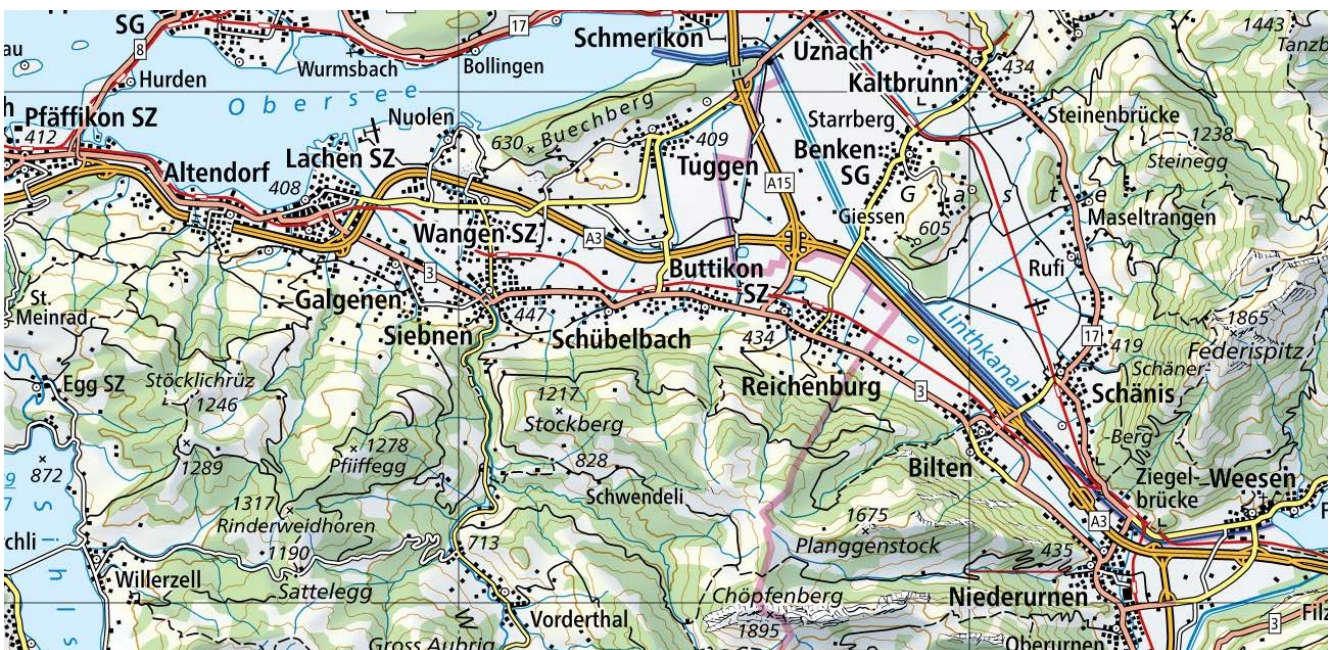 SG
8
17
Schmerikon
Uznach
1443
Tanzb
au
Hurden
Wurmsbach
Bollingen
Kaltbrunn
434
Obersee
Pfäffikon SZ
412
Nuolen
630
Buechberg
409
Starrberg
Steinenbrücke
1238
Steinegg
Altendorf
Lachen SZ
408
Tuggen
Benken
SG
A15
Gaster
Giessen
605
Maseltrangen
Wangen SZ
A3
Rufi
St.
Meinrad
Galgenen
3
Siebnen
447
Schübelbach
Buttikon
SZ
434
Linthkanal
17
1865
Federispitz
419
Schäner-
-Berg
Schänis
Egg SZ
Stöcklichrüz
1246
1289
1217
Stockberg
Reichenburg
3
872
1278
Pfiiffegg
828
Schwendeli
Bilten
Ziegel-
brücke
Weesen
1317
Rinderweidhoren
1675
Planggenstock
A3
435
chli
Sihls
1190
Sattelegg
713
Willerzell
Vorderthal
Chöpfenberg
1895
Niederurnen
Oberurnen
3
Filz
W
Gross Aubrig